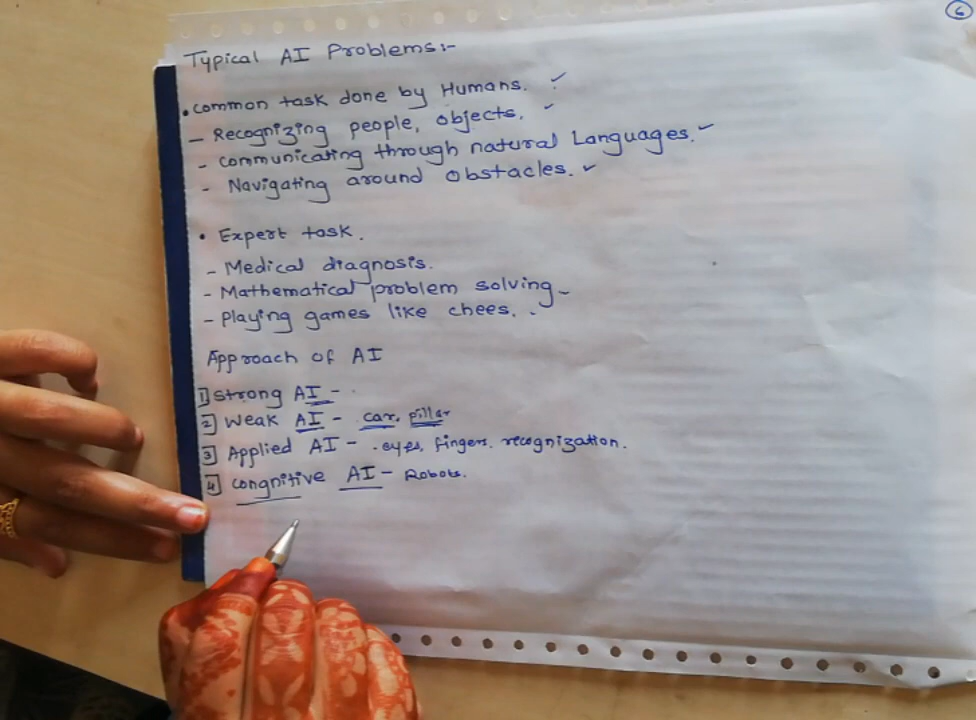 6
Typical AI Problems:-
• common task done by Humans.
- Recognizing people, objects.
- communicating through natural Languages.
- Navigating around obstacles.
• Expert task.
- Medical diagnosis.
- Mathematical problem solving-
- playing games like chees.
Approach of AI
1] strong AI -
2] Weak AI - car, pillar
3] Applied AI - eyes, fingers. recognization.
4] congnitive AI - Robots.